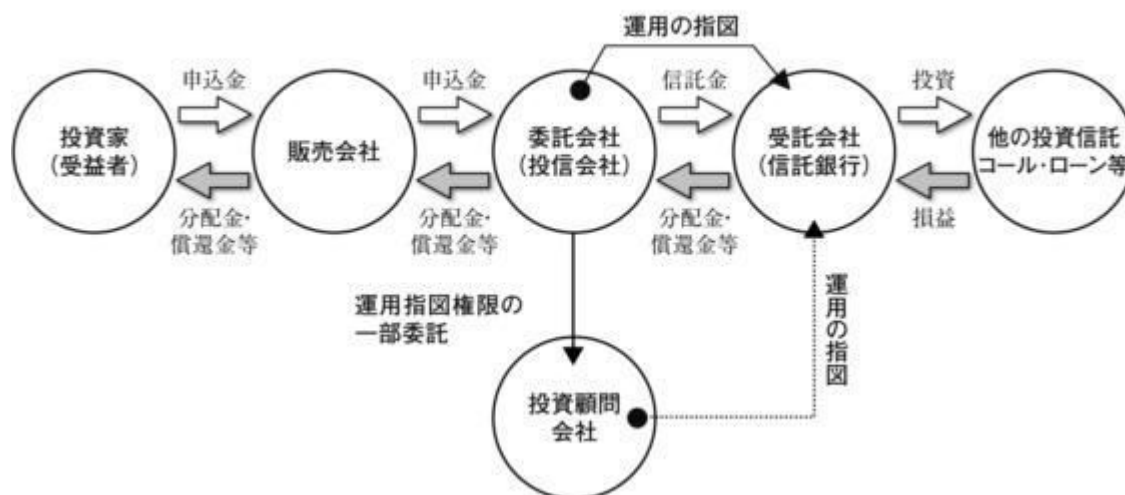 運用の指図
申込金
申込金
信託金
投資
投資家
(受益者)
販売会社
委託会社
(投信会社)
受託会社
(信託銀行)
他の投資信託
コール・ローン等
分配金・
償還金等
分配金・
償還金等
分配金・
償還金等
損益
運用指図権限の
一部委託
運用の指図
投資顧問
会社